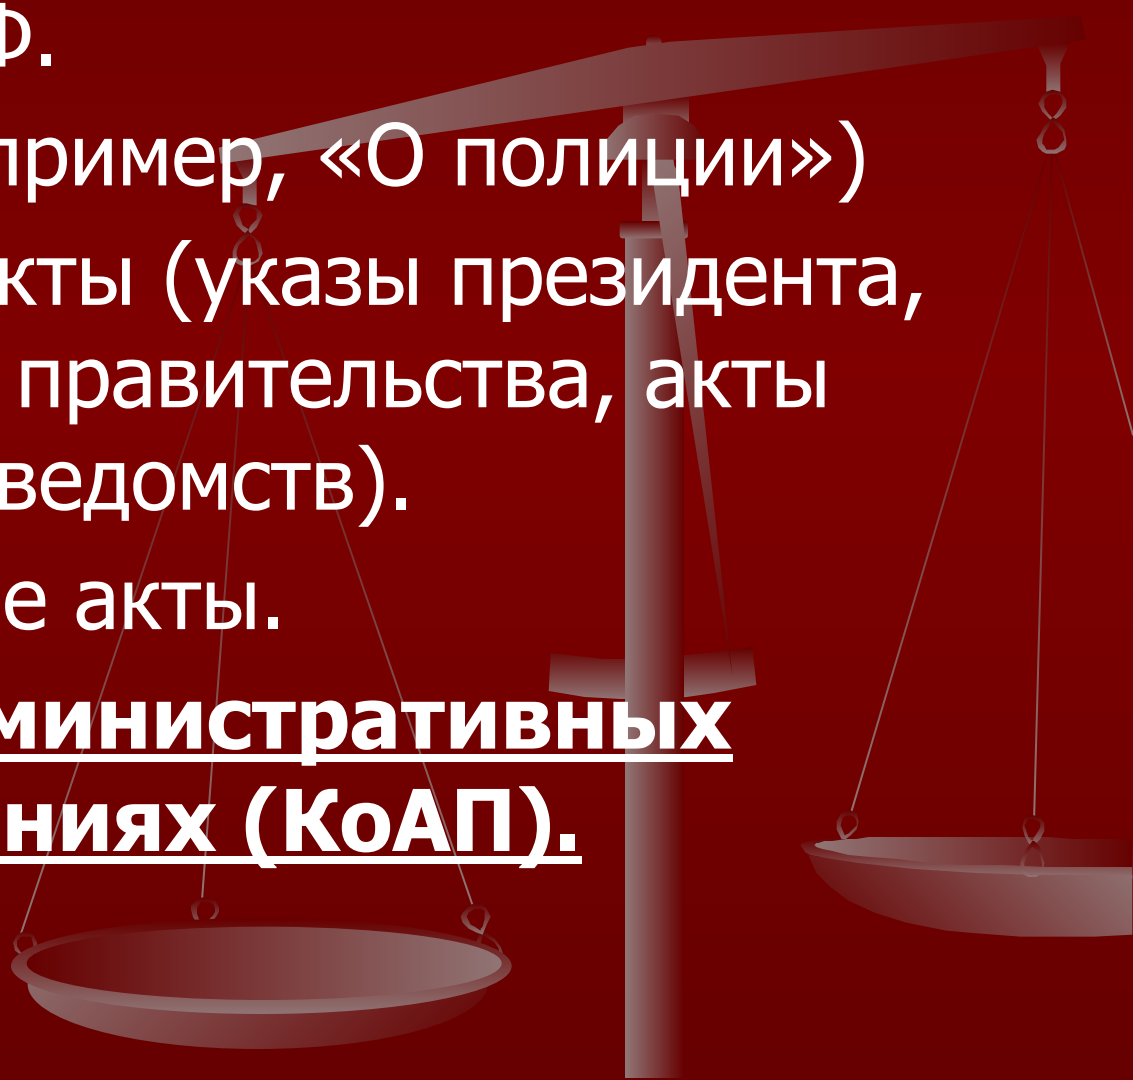 Ф.
пример, «О полиции»)
кты (указы президента,
правительства, акты
ведомств).
е акты.
министративных
ниях (КоАП).